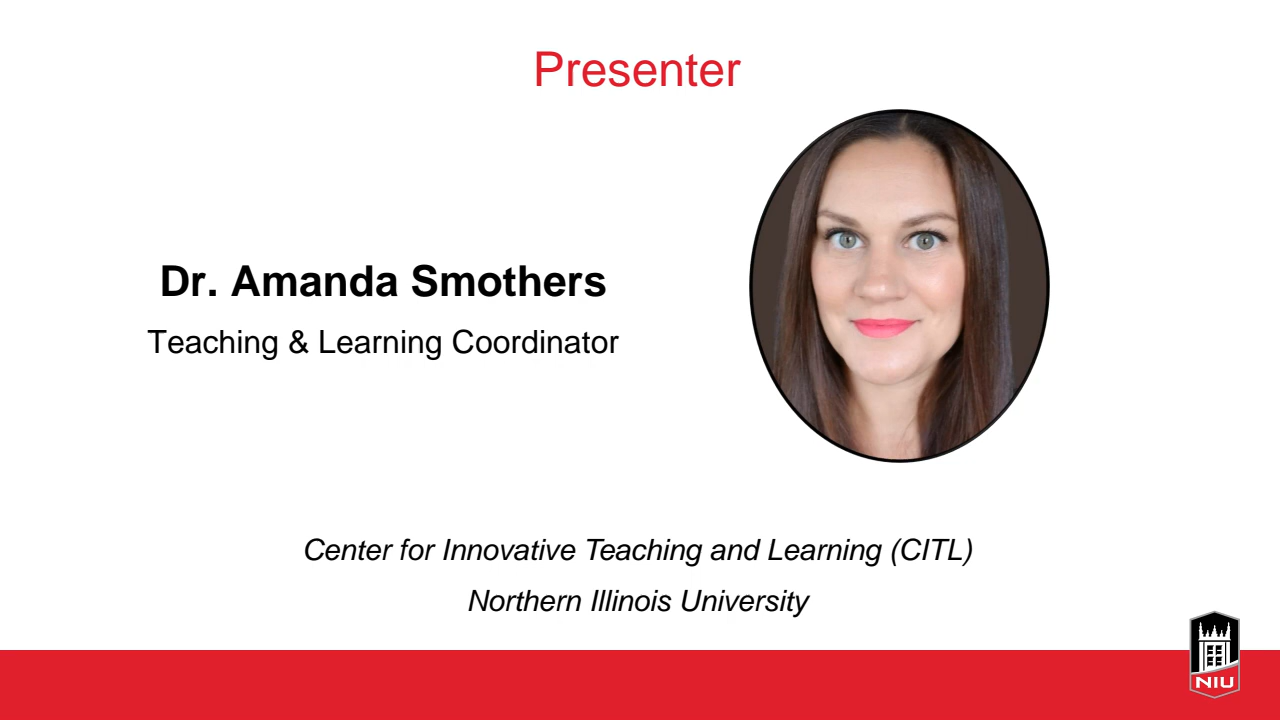 Presenter
Dr. Amanda Smothers
Teaching & Learning Coordinator
Center for Innovative Teaching and Learning (CITL)
Northern Illinois University
NIU